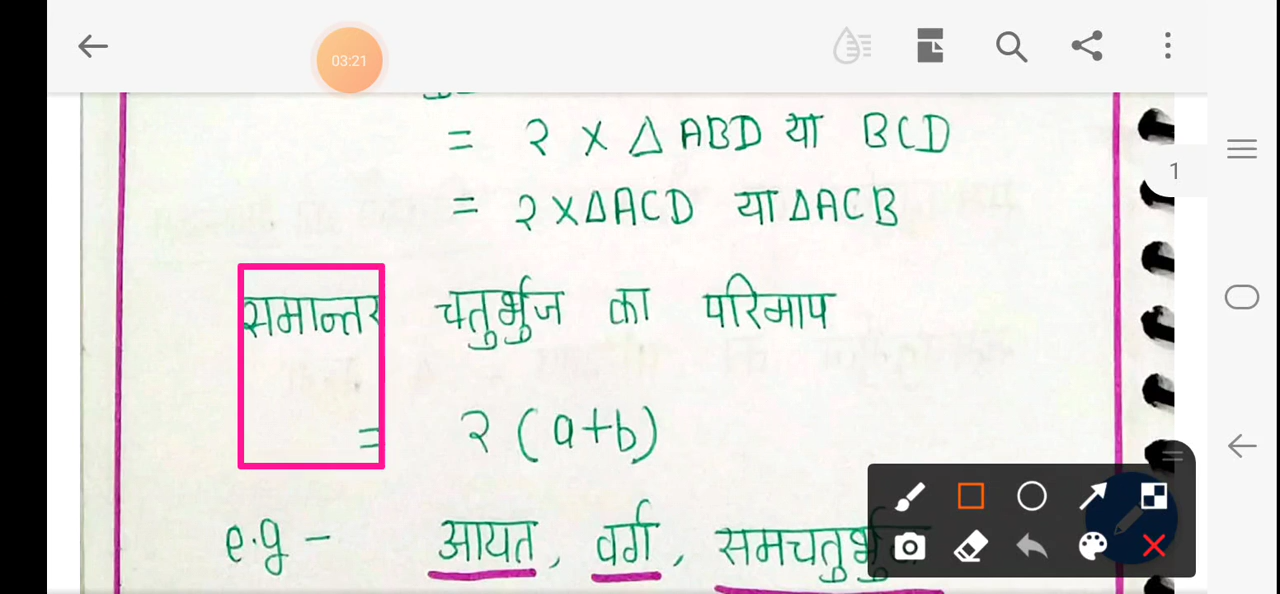 03:21
= २ × △ ABD या BCD
= २ × △ACD या △ACB
1
समान्तर चतुर्भुज का परिमाप
= २ (a+b)
e.g - आयत, वर्ग, समचतुर्भुज